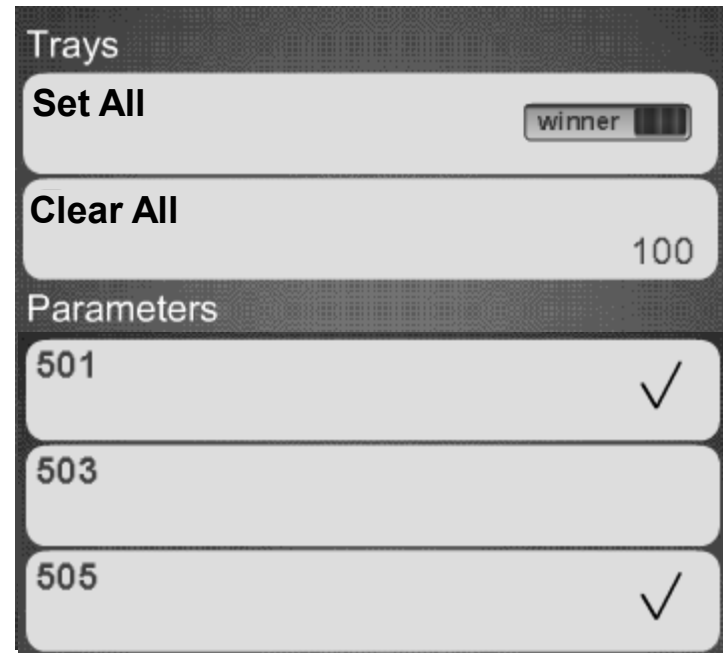 Trays
Set All
winner
Clear All
100
Parameters
501
503
505